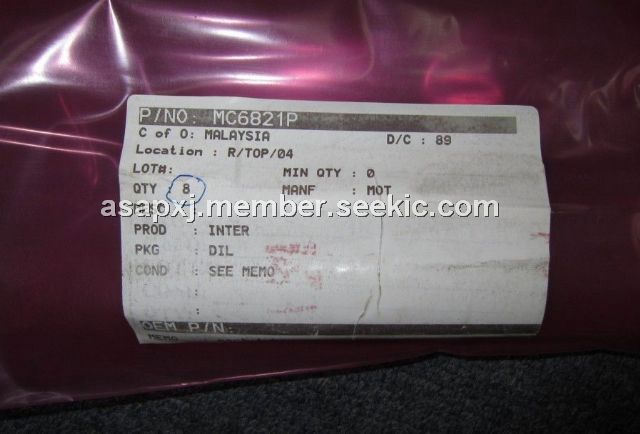 P/NO: MC6821P
C of O: MALAYSIA D/C : 89
Location : R/TOP/04
LOT#: MIN QTY : 0
QTY 8 MANF : MOT
asapxj.member.seekic.com
PROD : INTER
PKG : DIL
COND : SEE MEMO
OEM P/N:
MEMO